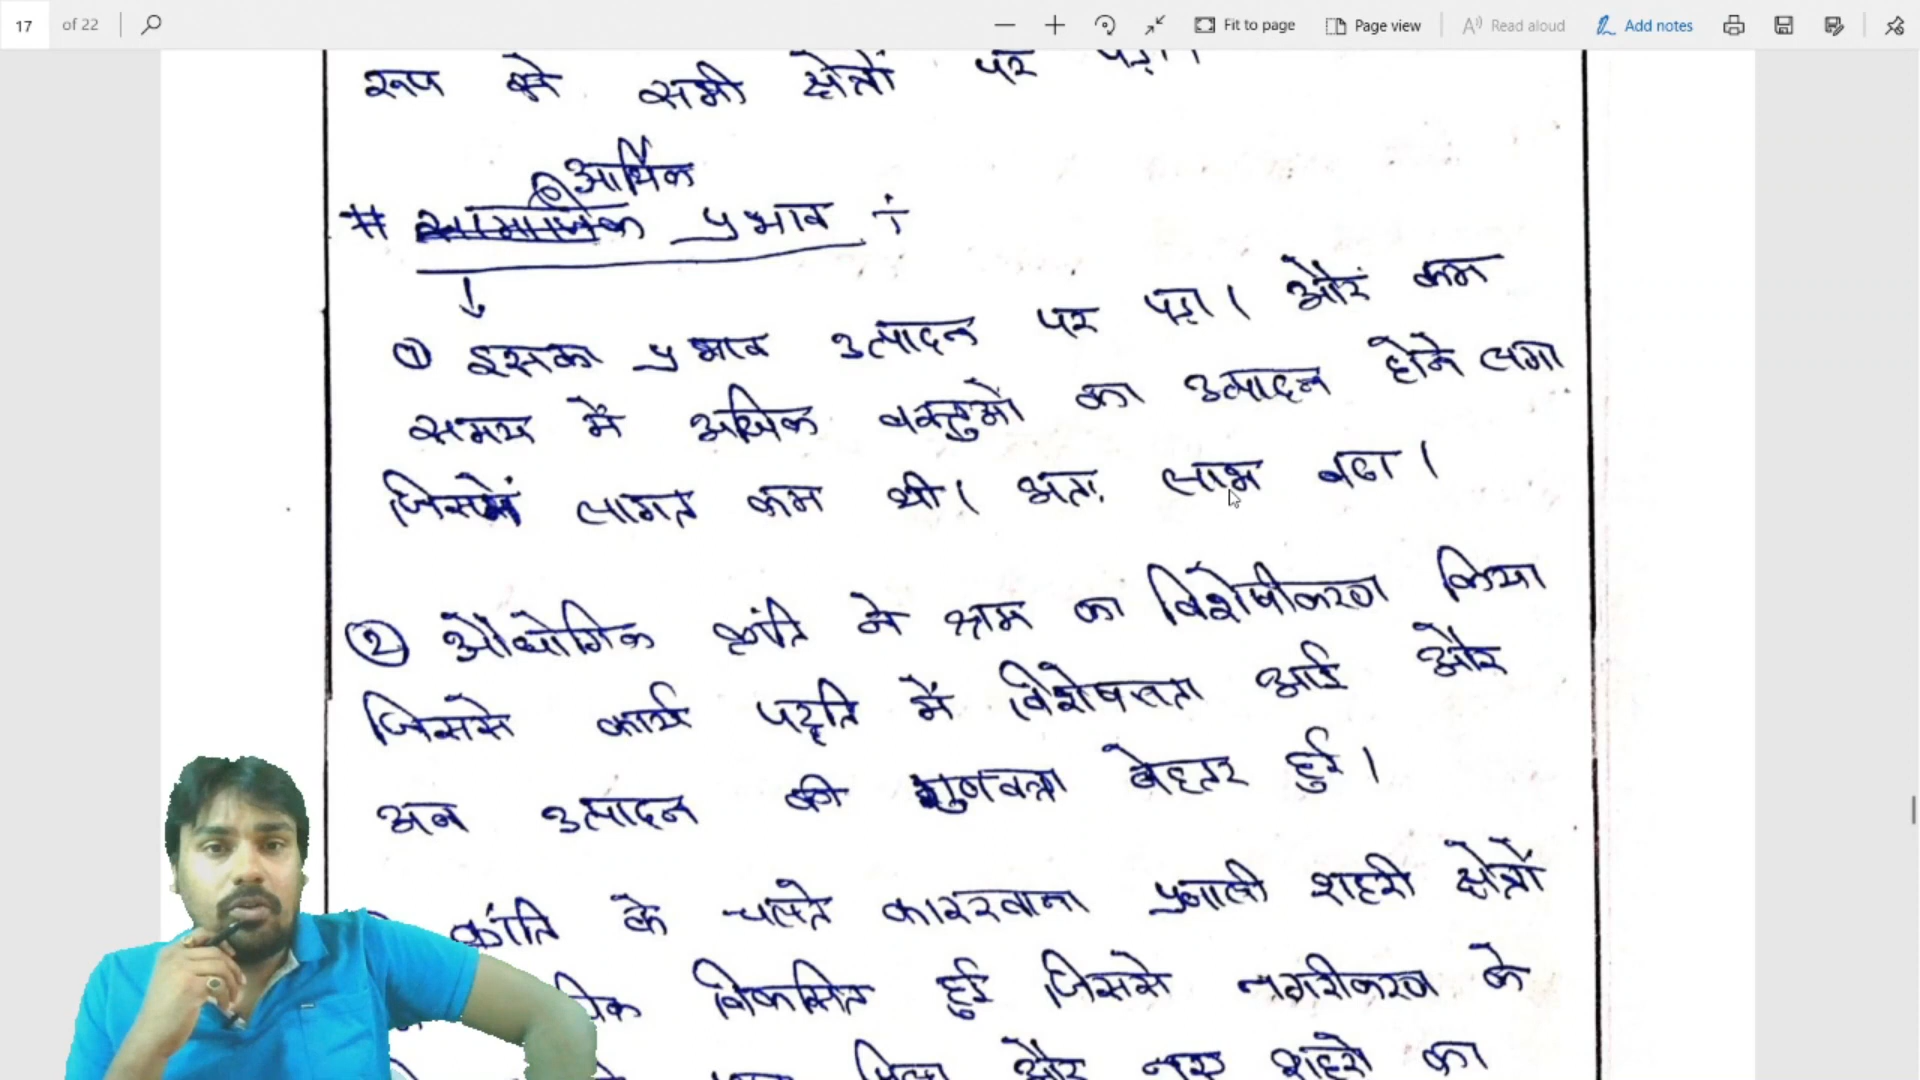 17 of 22 Fit to page Page view Read aloud Add notes
रूप से सभी क्षेत्रों पर पड़ा।
आर्थिक
# सामाजिक प्रभाव ÷
① इसका प्रभाव उत्पादन पर पड़ा। और कम
समय में अधिक वस्तुओं का उत्पादन होने लगा
जिसमें लागत कम थी। अतः लाभ बढा।
② औद्योगिक क्रांति ने श्रम का विशेषीकरण किया
जिससे कार्य पद्धति में विशेषज्ञता आई और
अब उत्पादन की गुणवत्ता बेहतर हुई।
क्रांति के चलते कारखाना प्रणाली शहरी क्षेत्रों
विकसित हुई जिससे नगरीकरण के
और नए शहरों का